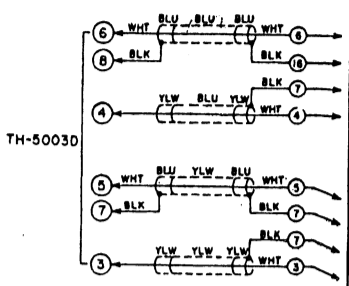 BLU BLU BLU
6 WHT WHT 6
8 BLK BLK 16
BLK 7
YLW BLU YLW
4 WHT 4
TH-5003D
BLU YLW BLU
5 WHT WHT 5
7 BLK BLK 7
BLK 7
YLW YLW YLW
3 WHT 3